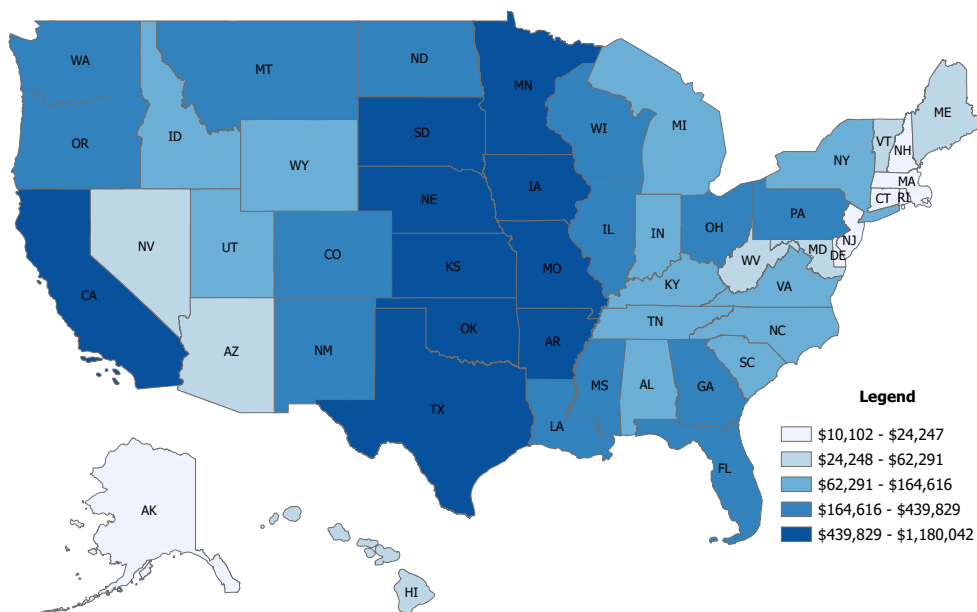 WA
MT
ND
MN
ME
VT
NH
OR
ID
SD
WI
MI
NY
MA
WY
CT
RI
IA
NE
PA
NJ
NV
UT
CO
IL
IN
OH
MD
DE
WV
CA
KS
MO
KY
VA
TN
NC
AZ
NM
OK
AR
SC
MS
AL
GA
TX
LA
FL
Legend
$10,102 - $24,247
$24,248 - $62,291
$62,291 - $164,616
$164,616 - $439,829
$439,829 - $1,180,042
AK
HI